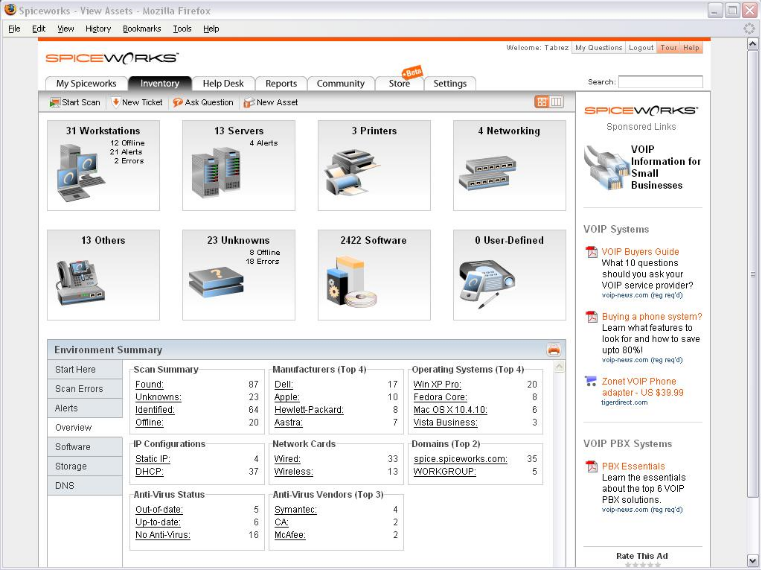 Spiceworks - View Assets - Mozilla Firefox
File Edit View History Bookmarks Tools Help
SPICEWORKS
Welcome: Tabrez My Questions Logout Tour Help
My Spiceworks Inventory Help Desk Reports Community Store +Beta Settings
Search:
Start Scan New Ticket Ask Question New Asset
31 Workstations
12 Offline
21 Alerts
2 Errors
13 Servers
4 Alerts
3 Printers
4 Networking
13 Others
23 Unknowns
8 Offline
18 Errors
2422 Software
0 User-Defined
Environment Summary
Start Here
Scan Errors
Alerts
Overview
Software
Storage
DNS
Scan Summary
Found: 87
Unknowns: 23
Identified: 64
Offline: 20
Manufacturers (Top 4)
Dell: 17
Apple: 10
Hewlett-Packard: 8
Aastra: 7
Operating Systems (Top 4)
Win XP Pro: 20
Fedora Core: 8
Mac OS X 10.4.10: 6
Vista Business: 3
IP Configurations
Static IP: 4
DHCP: 37
Network Cards
Wired: 33
Wireless: 13
Domains (Top 2)
spice.spiceworks.com: 35
WORKGROUP: 5
Anti-Virus Status
Out-of-date: 5
Up-to-date: 6
No Anti-Virus: 16
Anti-Virus Vendors (Top 3)
Symantec: 4
CA: 2
McAfee: 2
SPICEWORKS
Sponsored Links
VOIP
Information for
Small
Businesses
VOIP Systems
VOIP Buyers Guide
What 10 questions
should you ask your
VOIP service provider?
voip-news.com (reg req'd)
Buying a phone system?
Learn what features to
look for and how to save
upto 80%!
voip-news.com (reg req'd)
Zonet VOIP Phone
adapter - US $39.99
tigerdirect.com
VOIP PBX Systems
PBX Essentials
Learn the essentials
about the top 6 VOIP
PBX solutions.
voip-news.com (reg req'd)
Rate This Ad